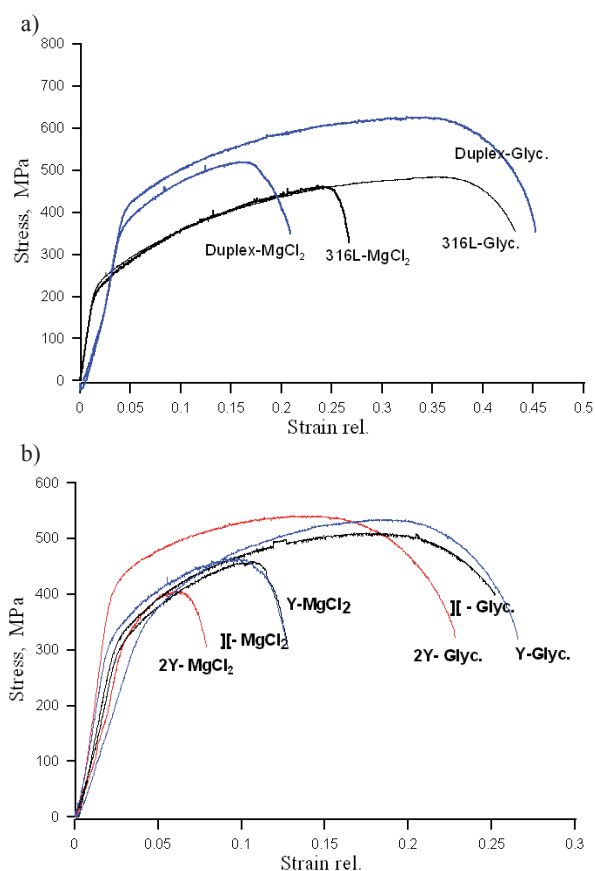 a)
800
700
600
500
400
300
200
100
0
Stress, MPa
Duplex-Glyc.
Duplex-MgCl₂
316L-MgCl₂
316L-Glyc.
0 0.05 0.1 0.15 0.2 0.25 0.3 0.35 0.4 0.45 0.5
Strain rel.
b)
600
500
400
300
200
100
0
Stress, MPa
Y-MgCl₂
][ - Glyc.
][- MgCl₂
2Y- MgCl₂
2Y- Glyc.
Y-Glyc.
0 0.05 0.1 0.15 0.2 0.25 0.3
Strain rel.